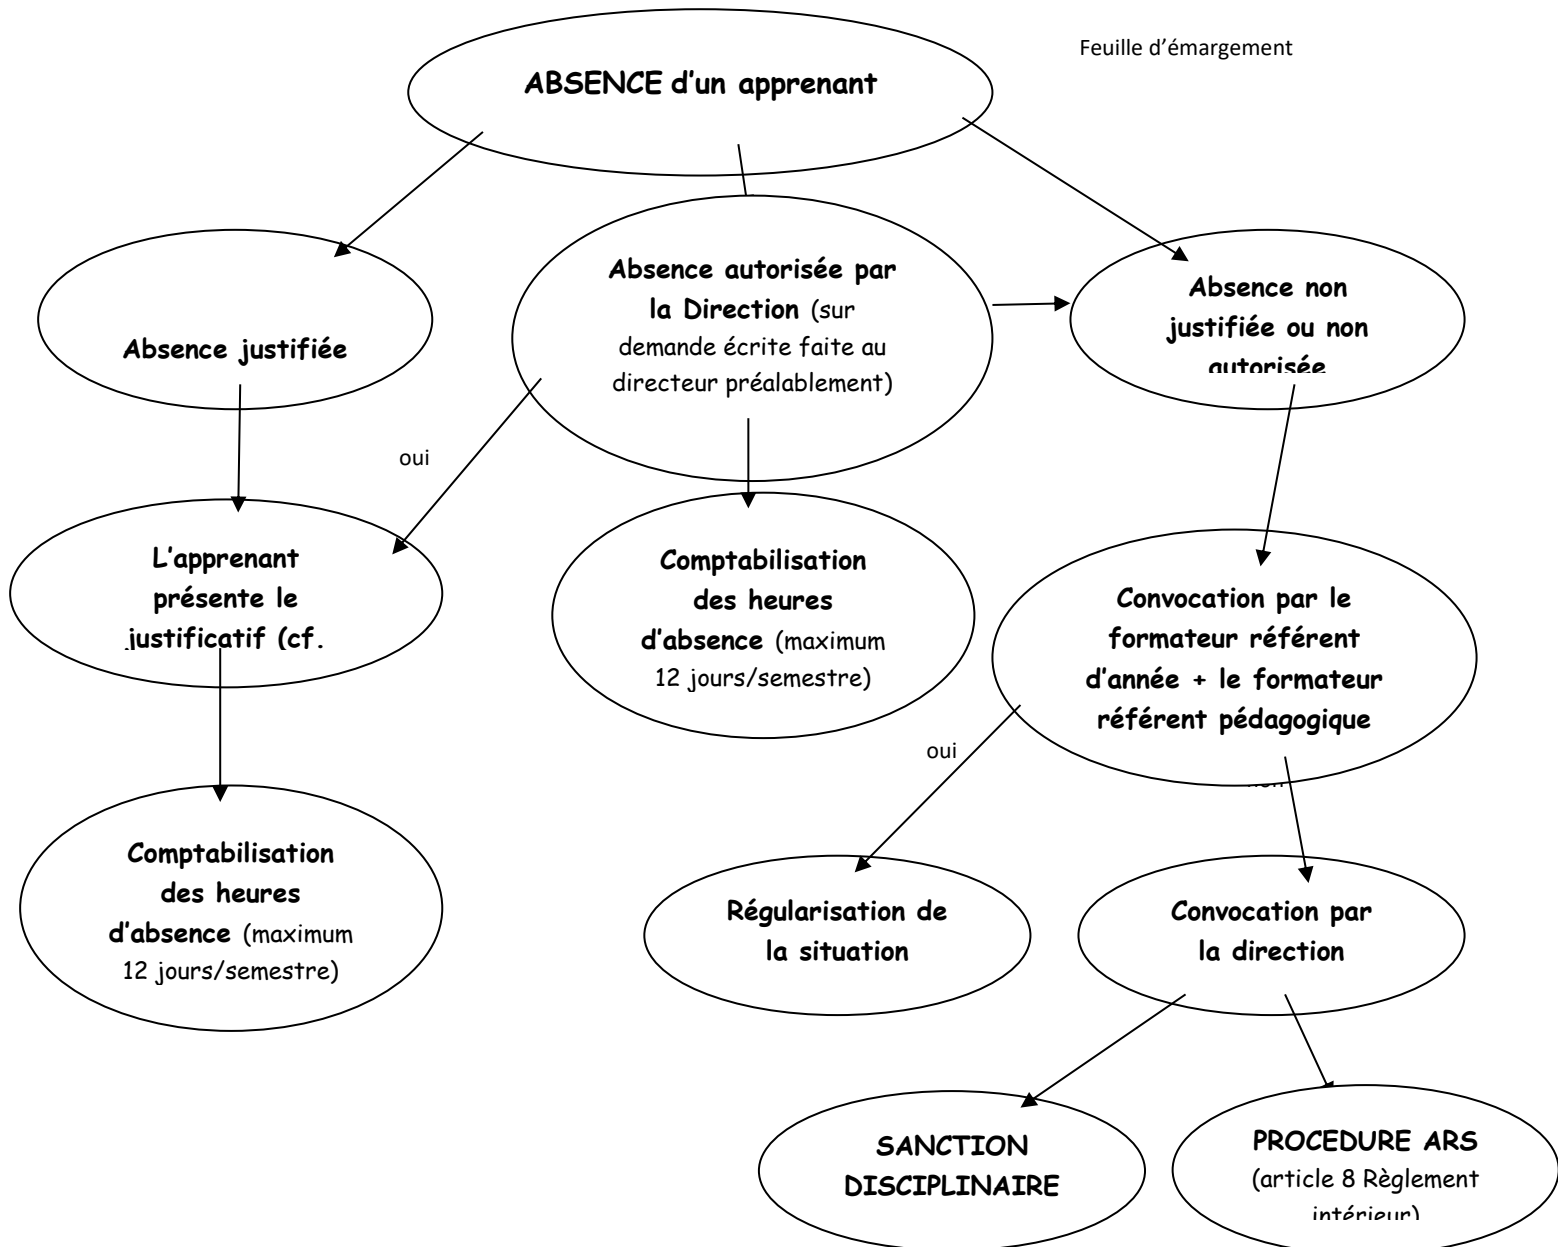 Feuille d’émargement
ABSENCE d’un apprenant
Absence justifiée
Absence autorisée par
la Direction (sur
demande écrite faite au
directeur préalablement)
Absence non
justifiée ou non
autorisée
oui
L’apprenant
présente le
justificatif (cf.
Comptabilisation
des heures
d’absence (maximum
12 jours/semestre)
Convocation par le
formateur référent
d’année + le formateur
référent pédagogique
oui
non
Comptabilisation
des heures
d’absence (maximum
12 jours/semestre)
Régularisation de
la situation
Convocation par
la direction
SANCTION
DISCIPLINAIRE
PROCEDURE ARS
(article 8 Règlement
intérieur)